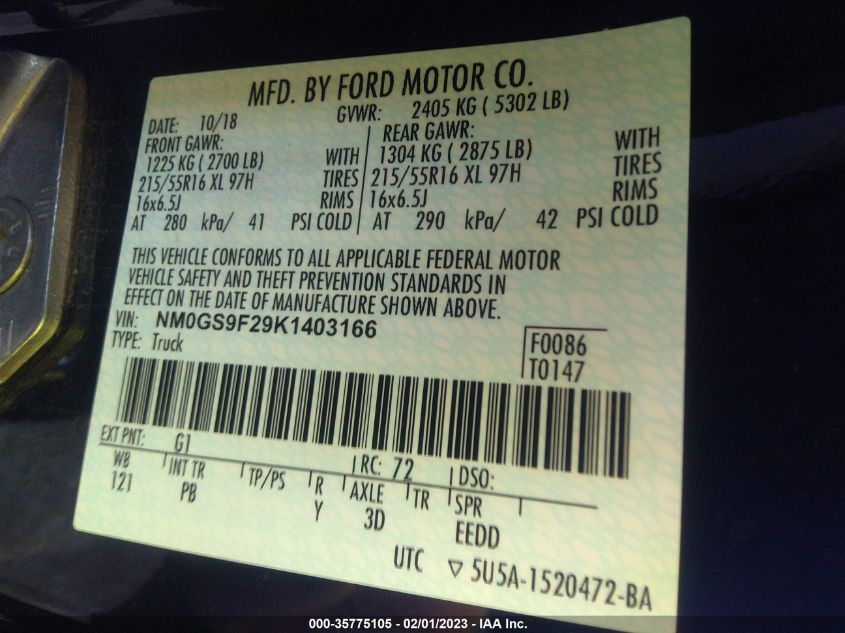 MFD. BY FORD MOTOR CO.
DATE: 10/18 GVWR: 2405 KG ( 5302 LB)
FRONT GAWR: REAR GAWR:
1225 KG ( 2700 LB) WITH 1304 KG ( 2875 LB) WITH
215/55R16 XL 97H TIRES 215/55R16 XL 97H TIRES
16x6.5J RIMS 16x6.5J RIMS
AT 280 kPa/ 41 PSI COLD AT 290 kPa/ 42 PSI COLD
THIS VEHICLE CONFORMS TO ALL APPLICABLE FEDERAL MOTOR
VEHICLE SAFETY AND THEFT PREVENTION STANDARDS IN
EFFECT ON THE DATE OF MANUFACTURE SHOWN ABOVE.
VIN: NM0GS9F29K1403166
TYPE: Truck
F0086
T0147
EXT PNT: G1 RC: 72 DSO:
WB INT TR TP/PS R AXLE TR SPR
121 PB Y 3D EEDD
UTC ▽ 5U5A-1520472-BA
000-35775105 - 02/01/2023 - IAA Inc.